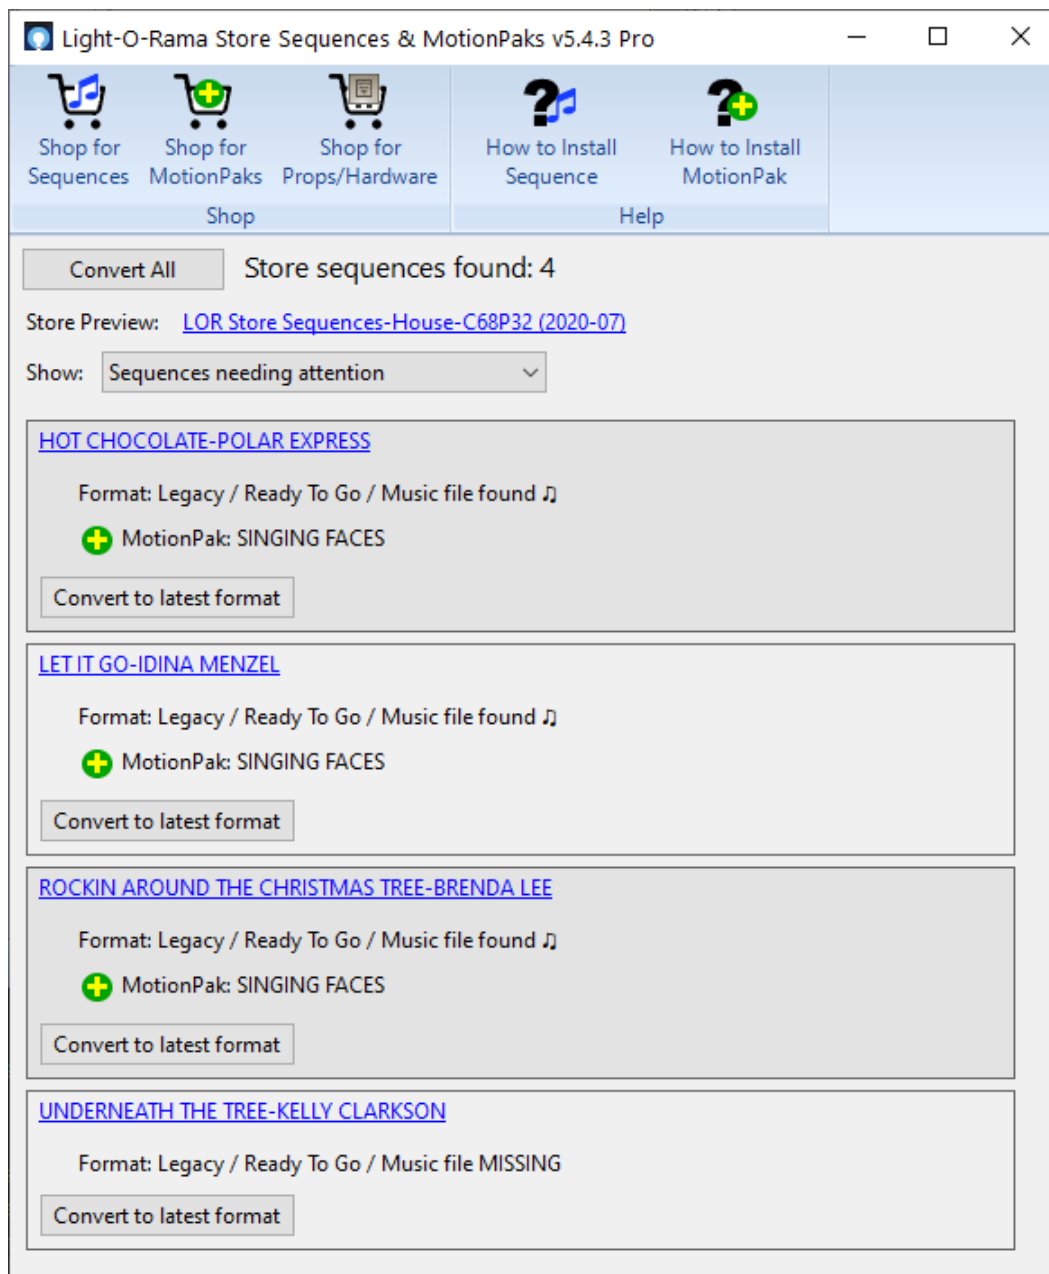 Light-O-Rama Store Sequences & MotionPaks v5.4.3 Pro
Shop for Sequences
Shop for MotionPaks
Shop for Props/Hardware
How to Install Sequence
How to Install MotionPak
Shop
Help
Convert All
Store sequences found: 4
Store Preview: LOR Store Sequences-House-C68P32 (2020-07)
Show: Sequences needing attention
HOT CHOCOLATE-POLAR EXPRESS
Format: Legacy / Ready To Go / Music file found ♫
MotionPak: SINGING FACES
Convert to latest format
LET IT GO-IDINA MENZEL
Format: Legacy / Ready To Go / Music file found ♫
MotionPak: SINGING FACES
Convert to latest format
ROCKIN AROUND THE CHRISTMAS TREE-BRENDA LEE
Format: Legacy / Ready To Go / Music file found ♫
MotionPak: SINGING FACES
Convert to latest format
UNDERNEATH THE TREE-KELLY CLARKSON
Format: Legacy / Ready To Go / Music file MISSING
Convert to latest format